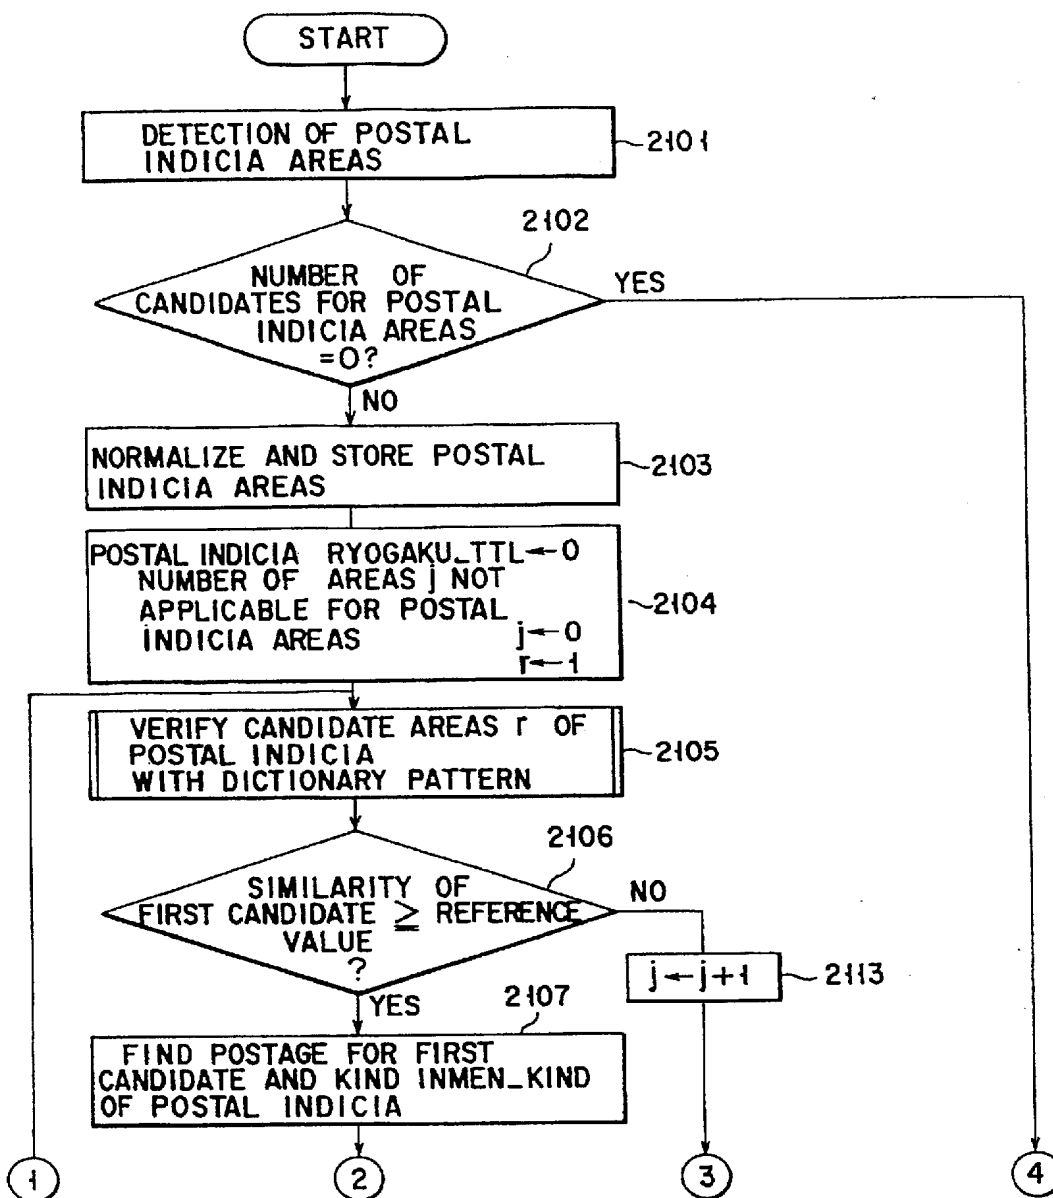 START
DETECTION OF POSTAL
INDICIA AREAS
2101
2102
NUMBER OF
CANDIDATES FOR POSTAL
INDICIA AREAS
=0?
YES
NO
NORMALIZE AND STORE POSTAL
INDICIA AREAS
2103
POSTAL INDICIA RYOGAKU_TTL←0
NUMBER OF AREAS j NOT
APPLICABLE FOR POSTAL
INDICIA AREAS
j←0
r←1
2104
VERIFY CANDIDATE AREAS r OF
POSTAL INDICIA
WITH DICTIONARY PATTERN
2105
2106
SIMILARITY OF
FIRST CANDIDATE ≧ REFERENCE
VALUE
?
NO
YES
j←j+1
2113
2107
FIND POSTAGE FOR FIRST
CANDIDATE AND KIND INMEN_KIND
OF POSTAL INDICIA
1
2
3
4